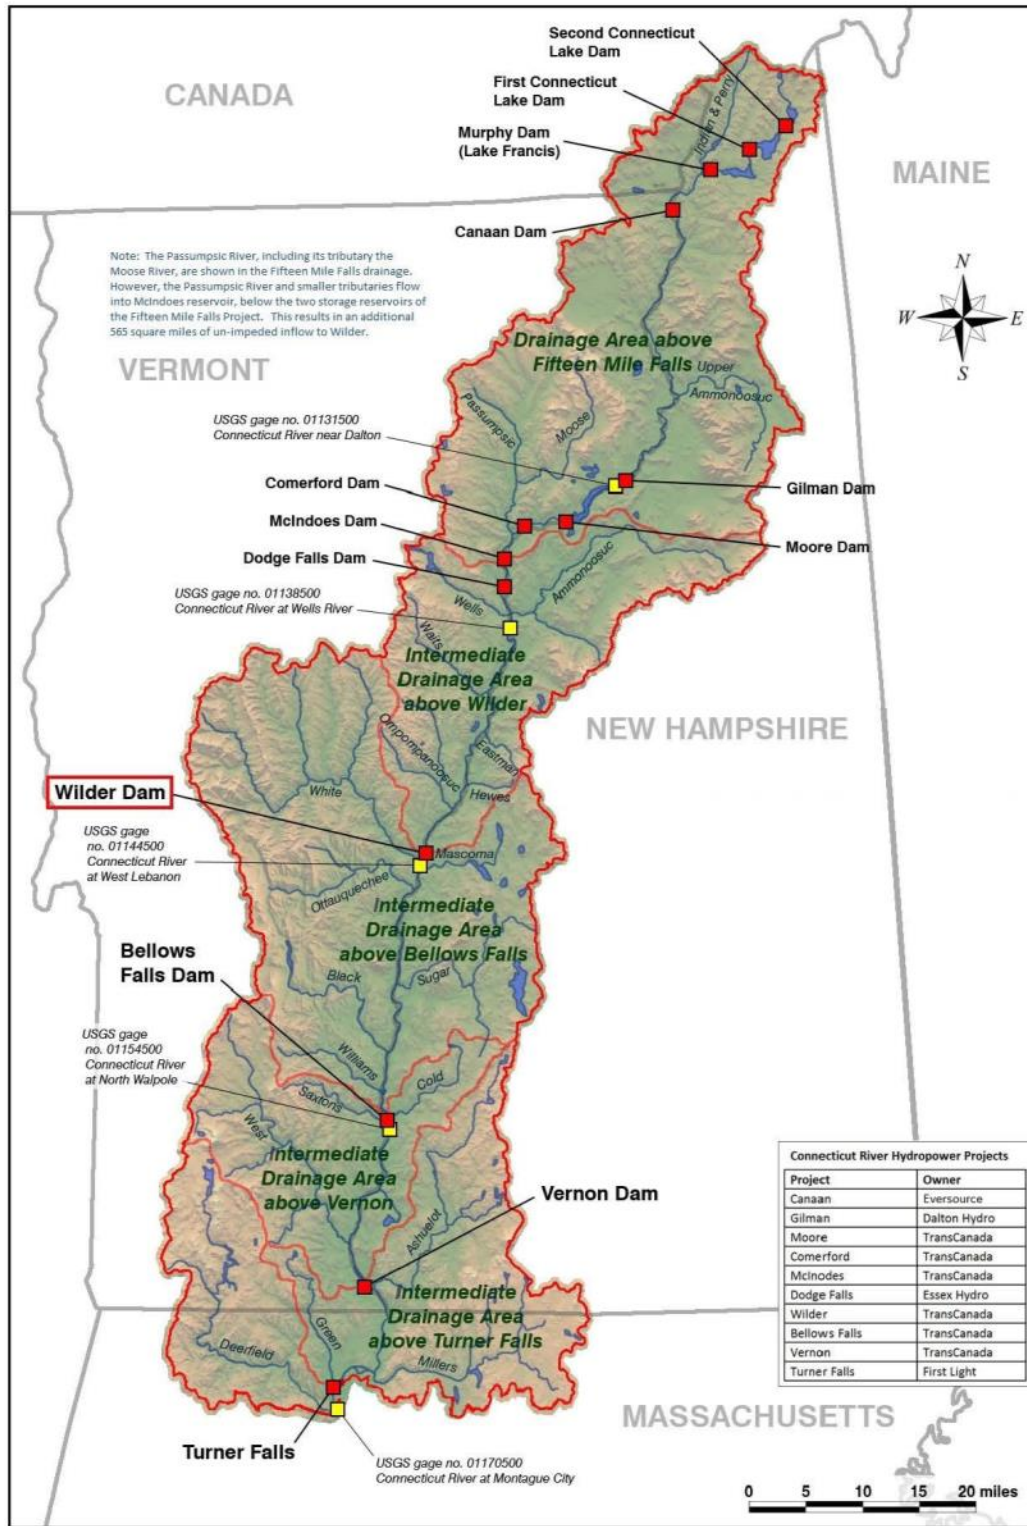 Second Connecticut
Lake Dam
First Connecticut
Lake Dam
Murphy Dam
(Lake Francis)
Canaan Dam
CANADA
MAINE
Indian & Perry
N
W
E
S
Note: The Passumpsic River, including its tributary the
Moose River, are shown in the Fifteen Mile Falls drainage.
However, the Passumpsic River and smaller tributaries flow
into McIndoes reservoir, below the two storage reservoirs of
the Fifteen Mile Falls Project. This results in an additional
565 square miles of un-impeded inflow to Wilder.
VERMONT
Drainage Area above
Fifteen Mile Falls
Upper
Ammonoosuc
Passumpsic
Moose
USGS gage no. 01131500
Connecticut River near Dalton
Comerford Dam
McIndoes Dam
Dodge Falls Dam
Gilman Dam
Moore Dam
USGS gage no. 01138500
Connecticut River at Wells River
Ammonoosuc
Wells
Waits
Intermediate
Drainage Area
above Wilder
NEW HAMPSHIRE
Ompompanoosuc
Eastman
Hewes
White
Wilder Dam
Mascoma
USGS gage
no. 01144500
Connecticut River
at West Lebanon
Ottauquechee
Intermediate
Drainage Area
above Bellows Falls
Bellows
Falls Dam
Black
Sugar
USGS gage
no. 01154500
Connecticut River
at North Walpole
Williams
Cold
Saxtons
West
Intermediate
Drainage Area
above Vernon
Vernon Dam
Ashuelot
Intermediate
Drainage Area
above Turner Falls
Green
Deerfield
Millers
Turner Falls
USGS gage no. 01170500
Connecticut River at Montague City
MASSACHUSETTS
Connecticut River Hydropower Projects
Project Owner
Canaan Eversource
Gilman Dalton Hydro
Moore TransCanada
Comerford TransCanada
McInodes TransCanada
Dodge Falls Essex Hydro
Wilder TransCanada
Bellows Falls TransCanada
Vernon TransCanada
Turner Falls First Light
0 5 10 15 20 miles